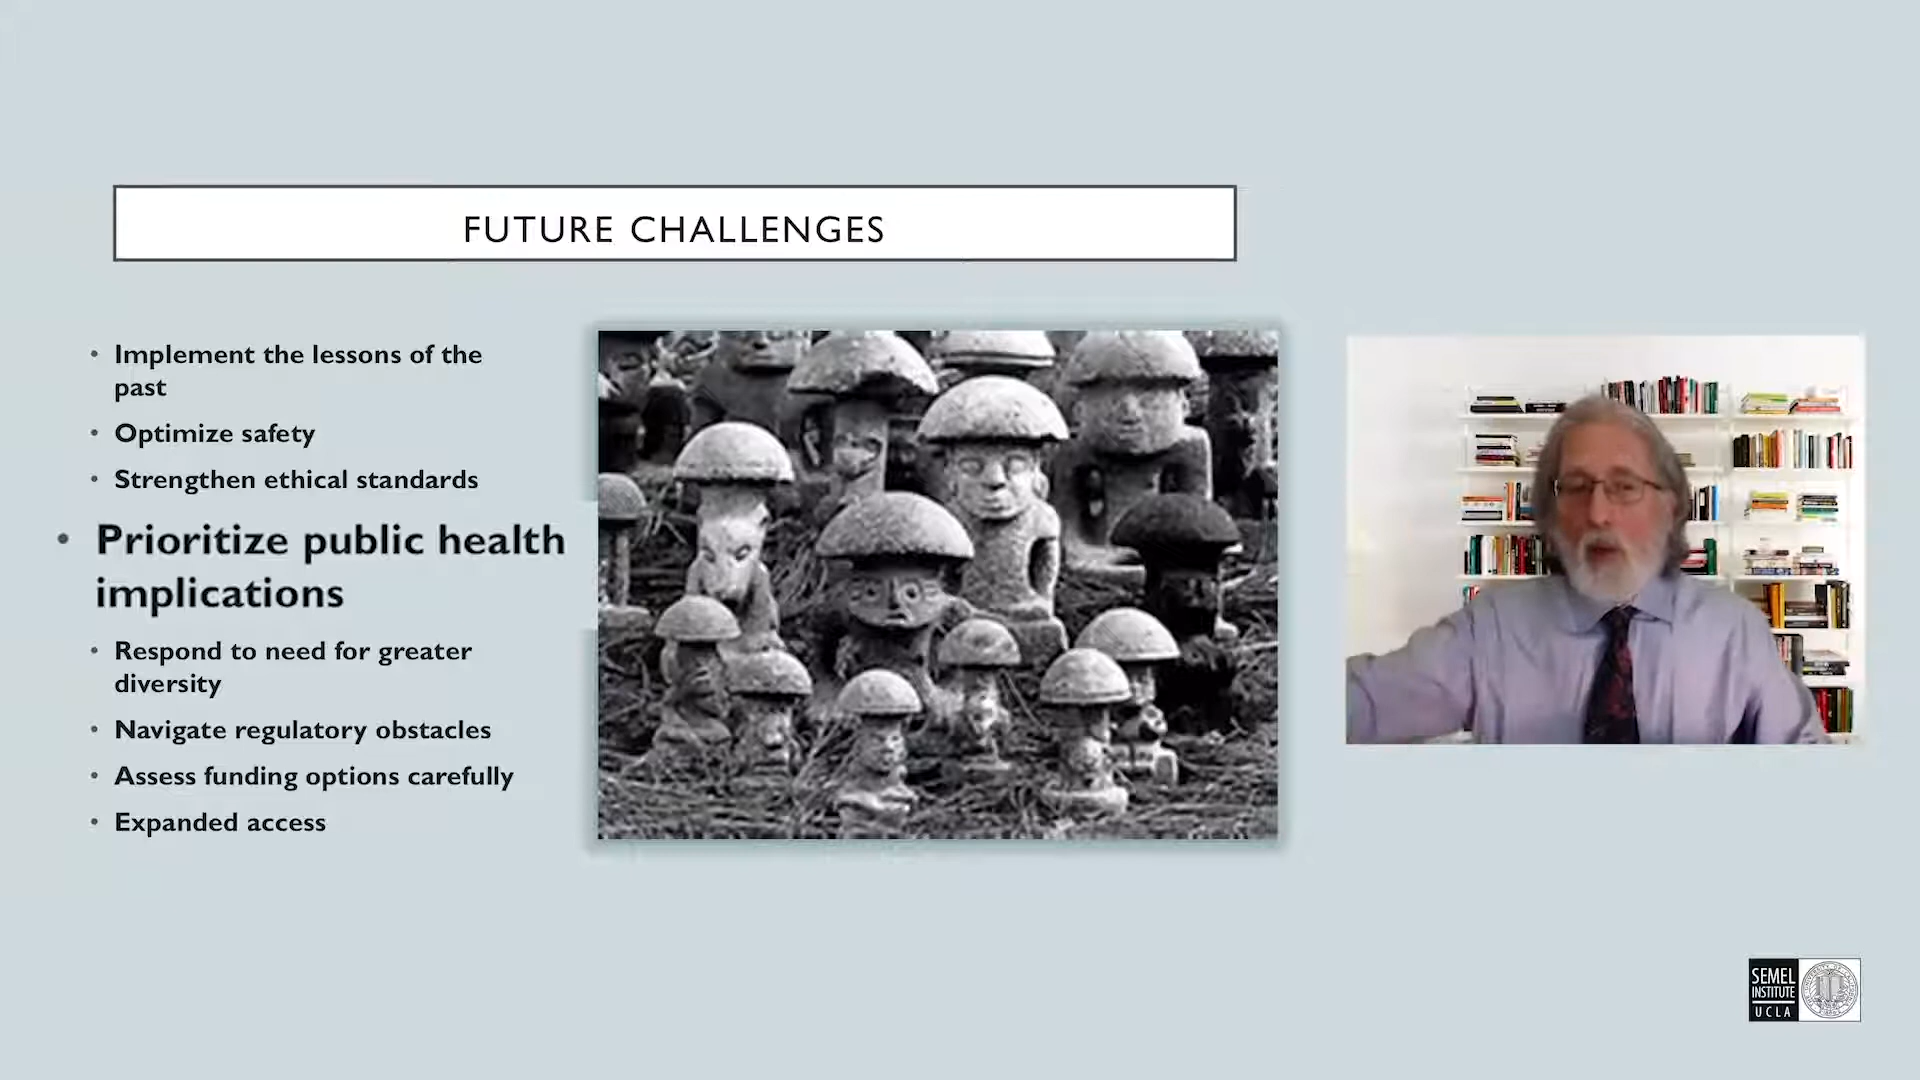 FUTURE CHALLENGES
Implement the lessons of the
past
Optimize safety
Strengthen ethical standards
Prioritize public health
implications
Respond to need for greater
diversity
Navigate regulatory obstacles
Assess funding options carefully
Expanded access
SEMEL
INSTITUTE
UCLA